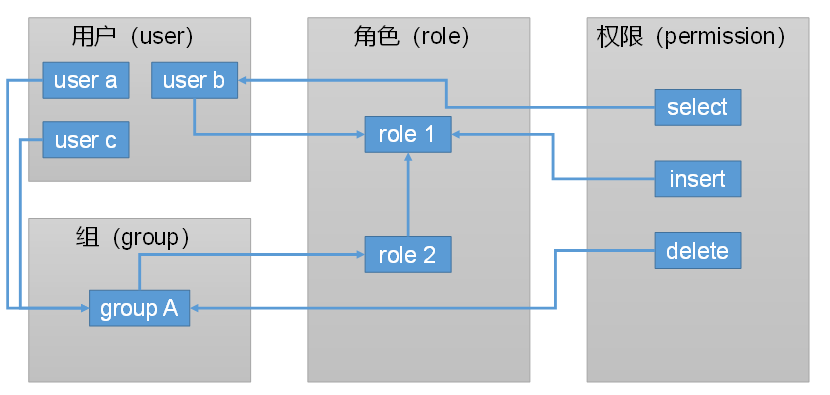 用户（user）
user a
user b
user c
组（group）
group A
角色（role）
role 1
role 2
权限（permission）
select
insert
delete